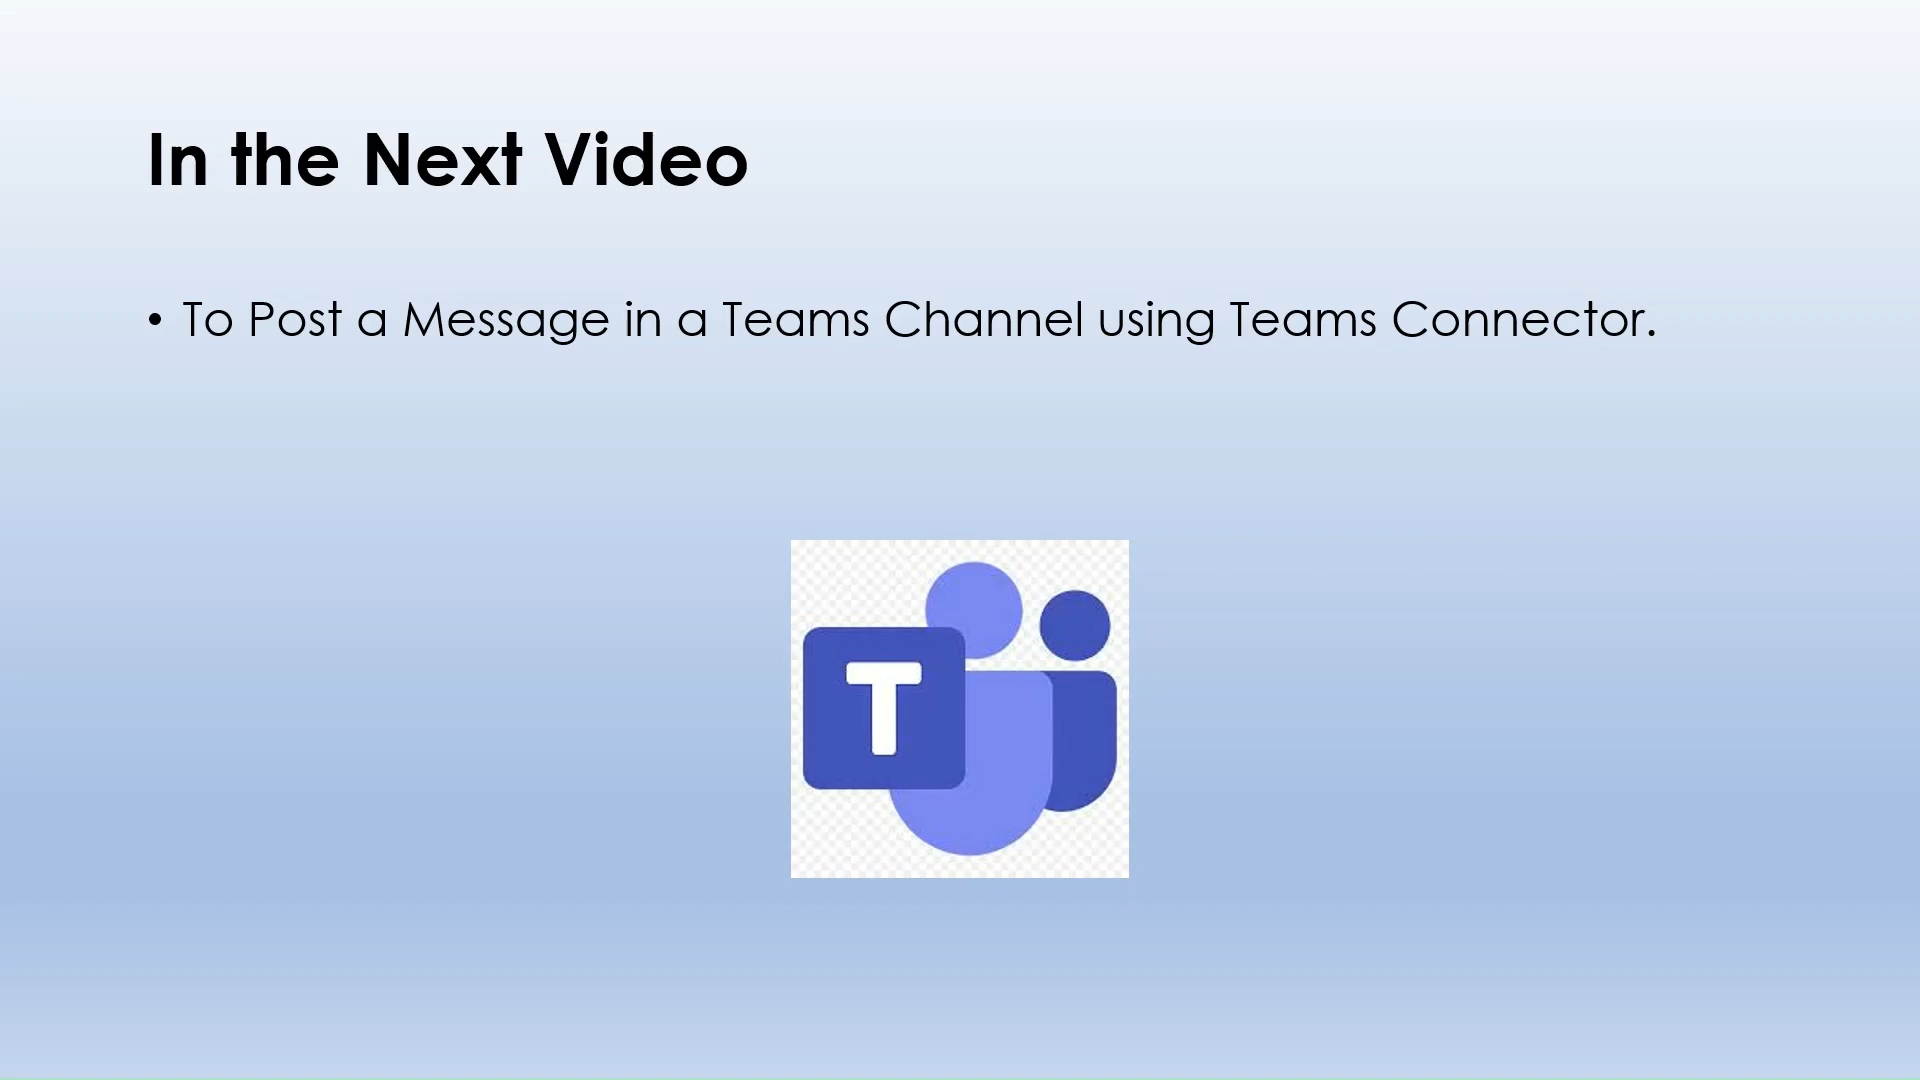 In the Next Video
• To Post a Message in a Teams Channel using Teams Connector.
T